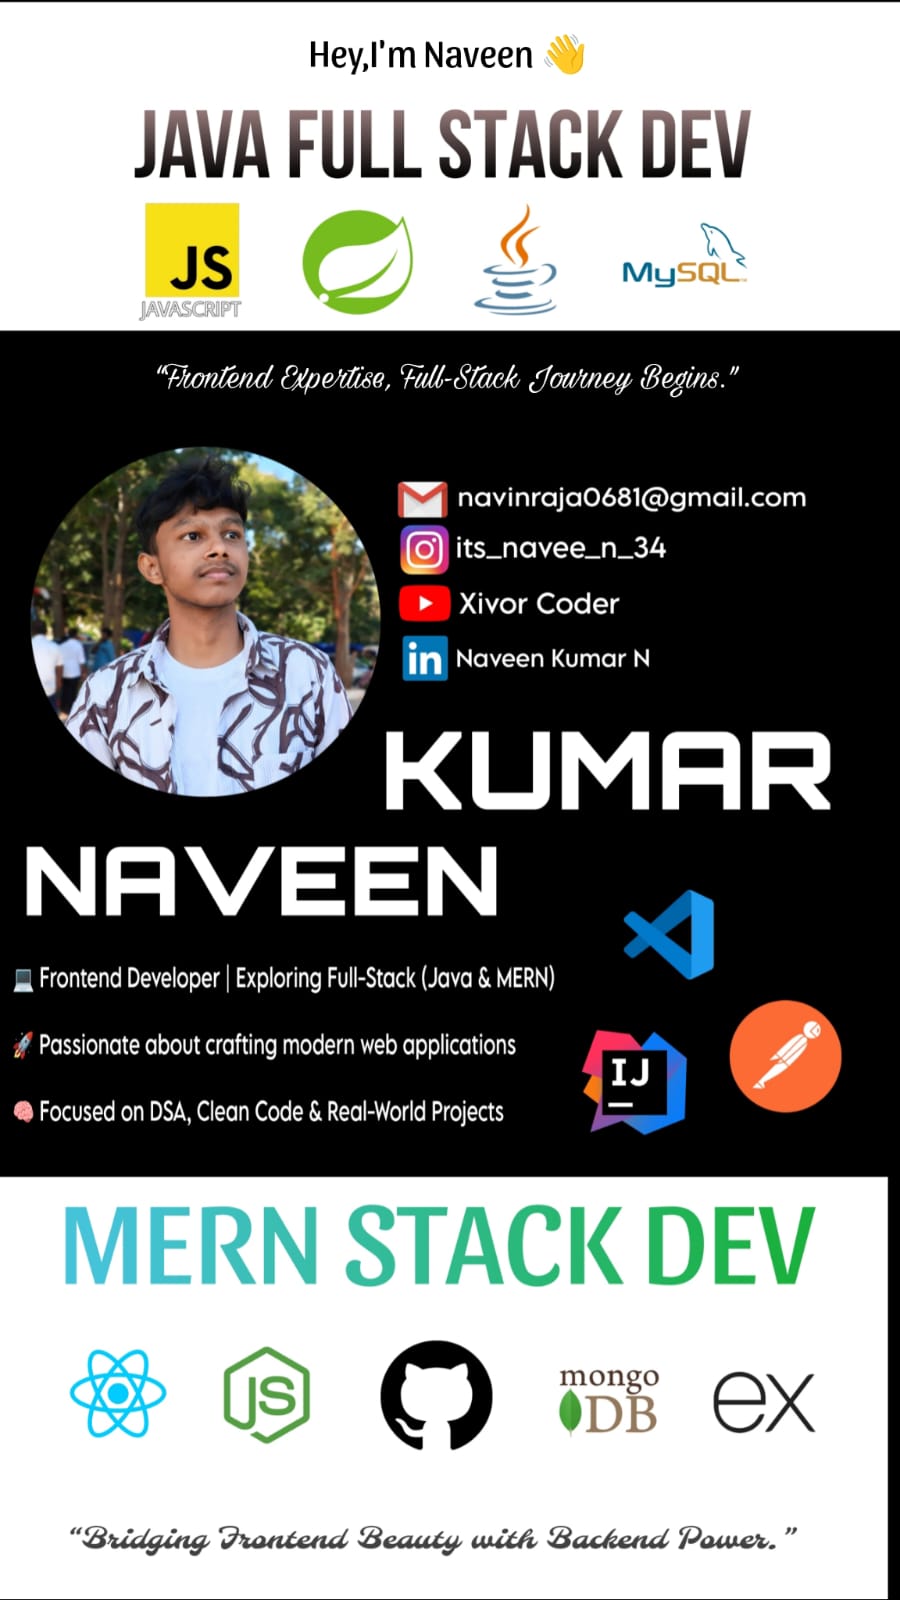 Hey,I'm Naveen 👋
JAVA FULL STACK DEV
JS
JAVASCRIPT
MySQL
TM
“Frontend Expertise, Full-Stack Journey Begins.”
navinraja0681@gmail.com
its_navee_n_34
Xivor Coder
in Naveen Kumar N
KUMAR
NAVEEN
💻 Frontend Developer | Exploring Full-Stack (Java & MERN)
🚀 Passionate about crafting modern web applications
IJ
🧠 Focused on DSA, Clean Code & Real-World Projects
MERN STACK DEV
JS
mongo
DB
ex
“Bridging Frontend Beauty with Backend Power.”